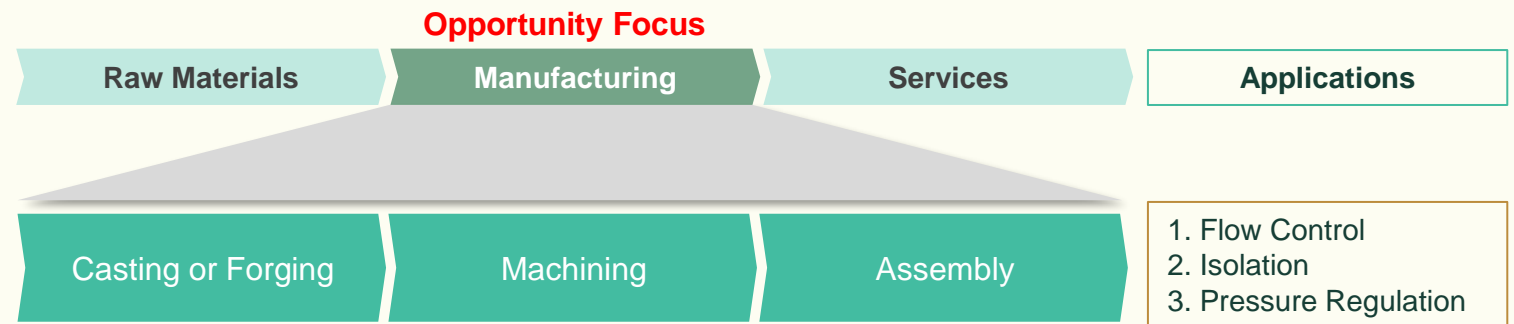 Opportunity Focus
Raw Materials
Manufacturing
Services
Applications
Casting or Forging
Machining
Assembly
1. Flow Control
2. Isolation
3. Pressure Regulation